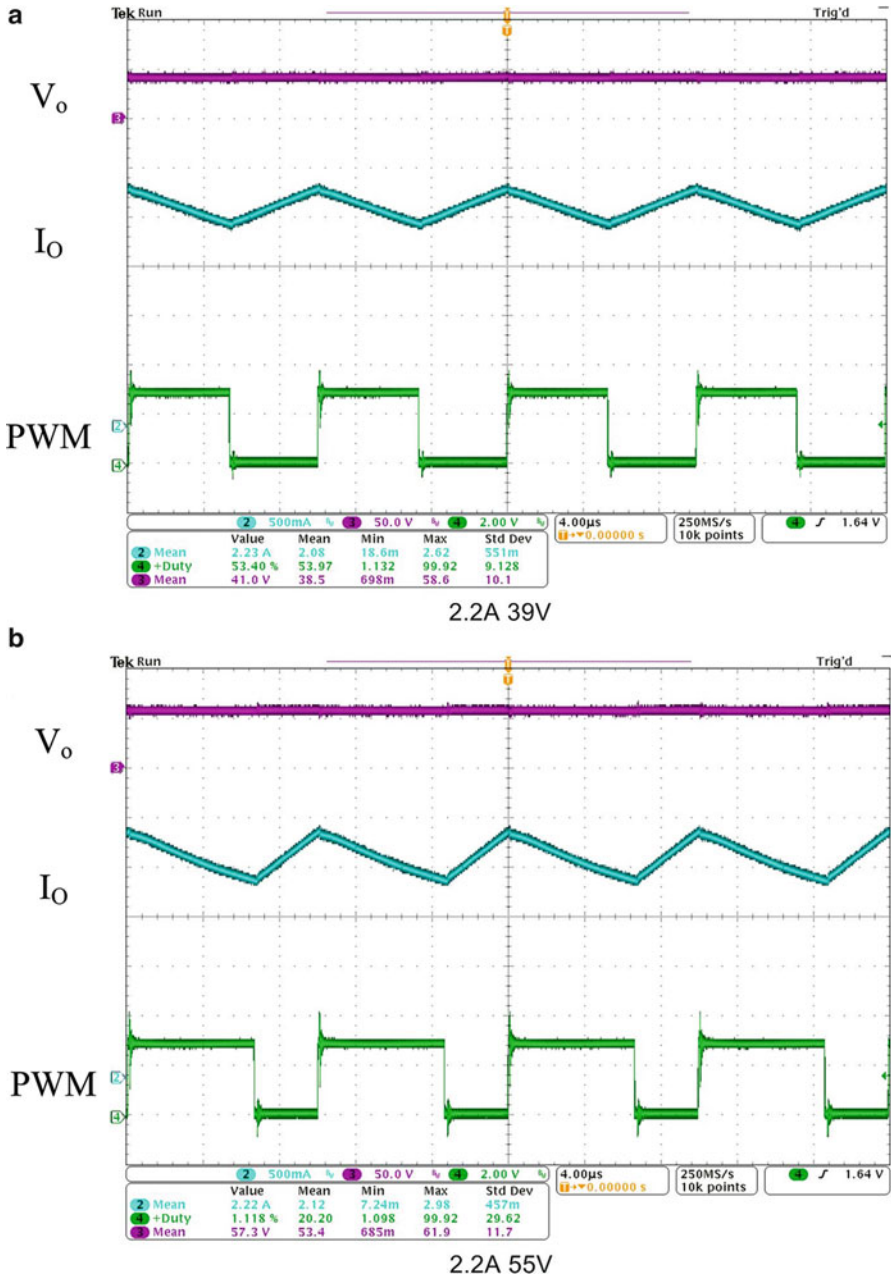 a
Tek Run
Trig'd
T
T
Vo
3
IO
PWM
2
4
2 500mA 3 50.0 V 4 2.00 V
4.00µs
T→▼0.00000 s
250MS/s
10k points
4 1.64 V
Value Mean Min Max Std Dev
2 Mean 2.23 A 2.08 18.6m 2.62 551m
4 +Duty 53.40 % 53.97 1.132 99.92 9.128
3 Mean 41.0 V 38.5 698m 58.6 10.1
2.2A 39V
b
Tek Run
Trig'd
T
T
Vo
3
IO
PWM
2
4
2 500mA 3 50.0 V 4 2.00 V
4.00µs
T→▼0.00000 s
250MS/s
10k points
4 1.64 V
Value Mean Min Max Std Dev
2 Mean 2.22 A 2.12 7.24m 2.98 457m
4 +Duty 1.118 % 20.20 1.098 99.92 29.62
3 Mean 57.3 V 53.4 685m 61.9 11.7
2.2A 55V